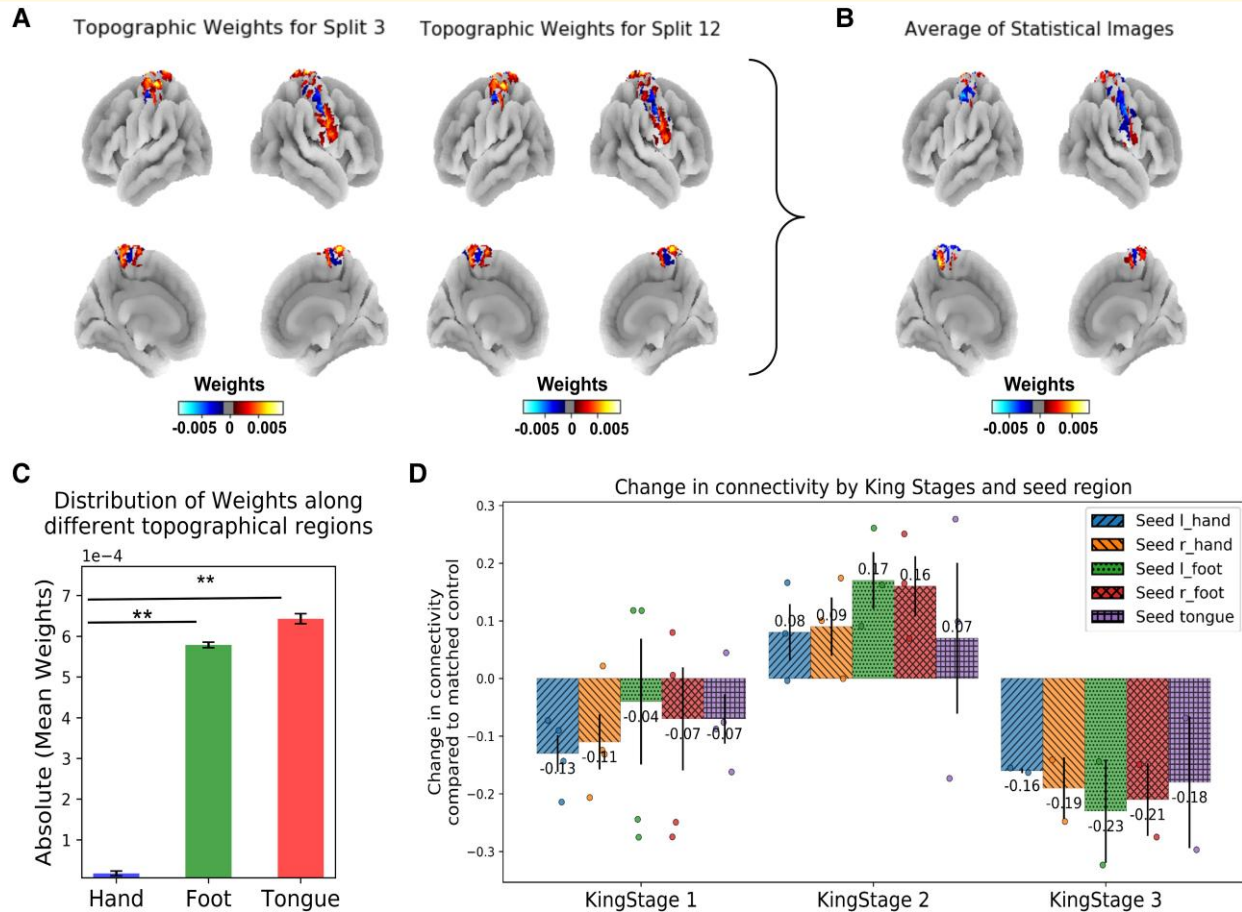 A
Topographic Weights for Split 3
Topographic Weights for Split 12
B
Average of Statistical Images
Weights
-0.005 0 0.005
Weights
-0.005 0 0.005
Weights
-0.005 0 0.005
C
Distribution of Weights along
different topographical regions
1e−4
Absolute (Mean Weights)
7
6
5
4
3
2
1
**
**
Hand
Foot
Tongue
D
Change in connectivity by King Stages and seed region
Change in connectivity
compared to matched control
0.3
0.2
0.1
0.0
−0.1
−0.2
−0.3
-0.13
-0.11
-0.04
-0.07
-0.07
0.08
0.09
0.17
0.16
0.07
-0.16
-0.19
-0.23
-0.21
-0.18
KingStage 1
KingStage 2
KingStage 3
Seed l_hand
Seed r_hand
Seed l_foot
Seed r_foot
Seed tongue